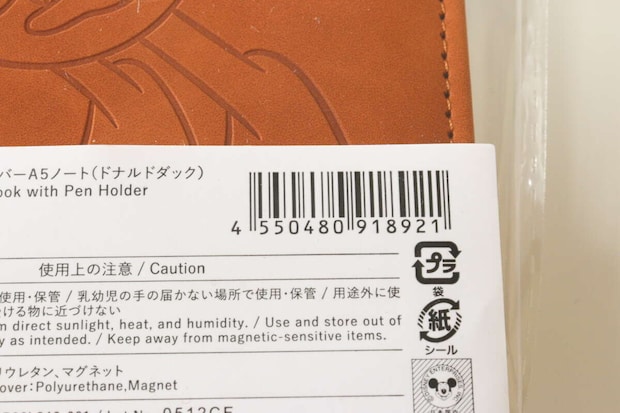 バーA5ノート(ドナルドダック)
ook with Pen Holder
4 550480 918921
使用上の注意 / Caution
プラ
袋
使用・保管 / 乳幼児の手の届かない場所で使用・保管 / 用途外に使
ける物に近づけない
m direct sunlight, heat, and humidity. / Use and store out of
y as intended. / Keep away from magnetic-sensitive items.
紙
シール
リウレタン、マグネット
over：Polyurethane,Magnet
0512CF